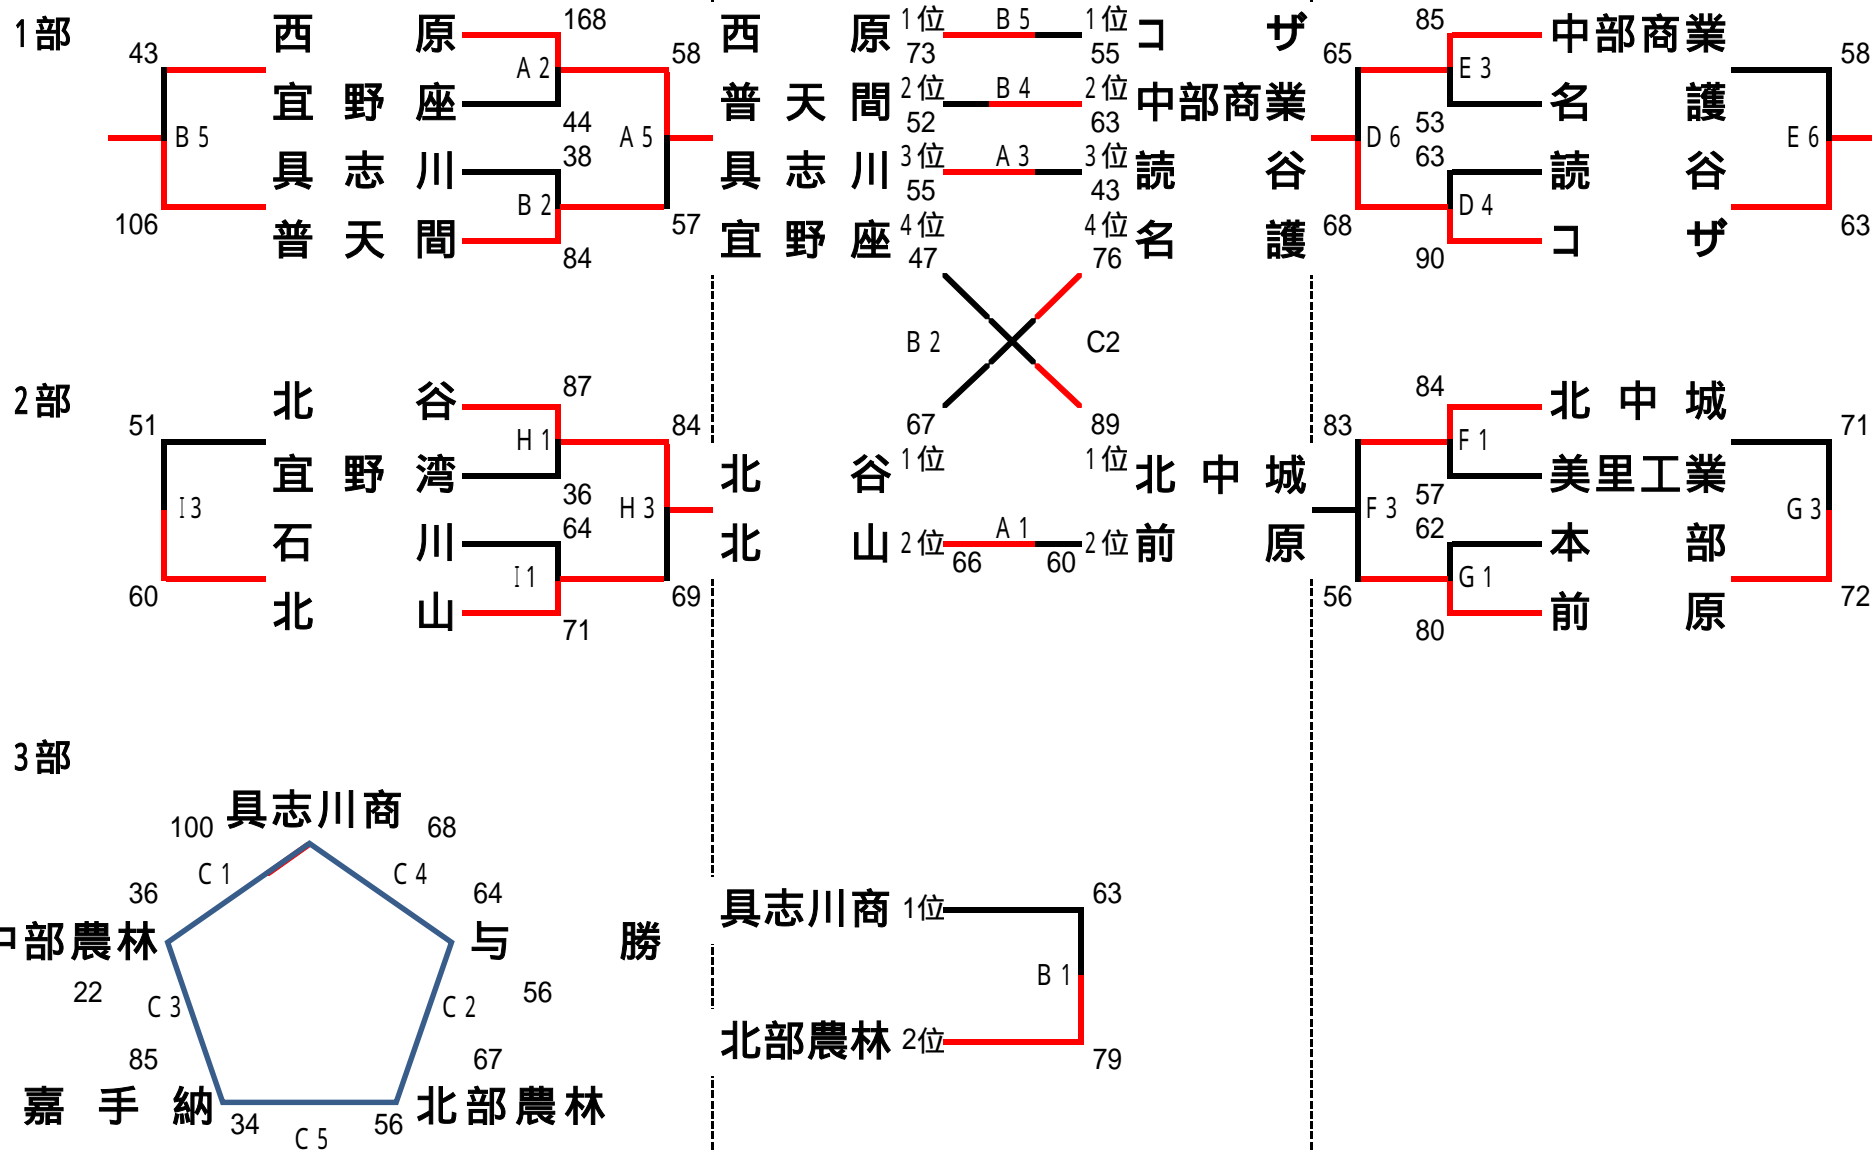 1部 西原 168 西原 1位 B5 1位 コザ 85 中部商業
43 A2 58 73 55 65 E3 58
宜野座 44 普天間 2位 B4 2位 中部商業 53 名護
B5 A5 52 63 D6 E6
具志川 38 具志川 3位 A3 3位 読谷 63 読谷
B2 55 43 D4
106 57 68 63
普天間 84 宜野座 4位 4位 名護 90 コザ
47 76
B2 C2
2部 北谷 87 84 北中城
51 H1 84 67 89 83 F1 71
宜野湾 36 北谷 1位 1位 北中城 57 美里工業
I3 H3 F3 G3
石川 64 北山 2位 A1 2位 前原 62 本部
I1 66 60 G1
60 69 56 72
北山 71 80 前原
3部
100 具志川商 68
C1 C4
36 64 具志川商 1位 63
中部農林 与勝
22 C3 C2 56 B1
85 67 北部農林 2位 79
嘉手納 34 C5 56 北部農林